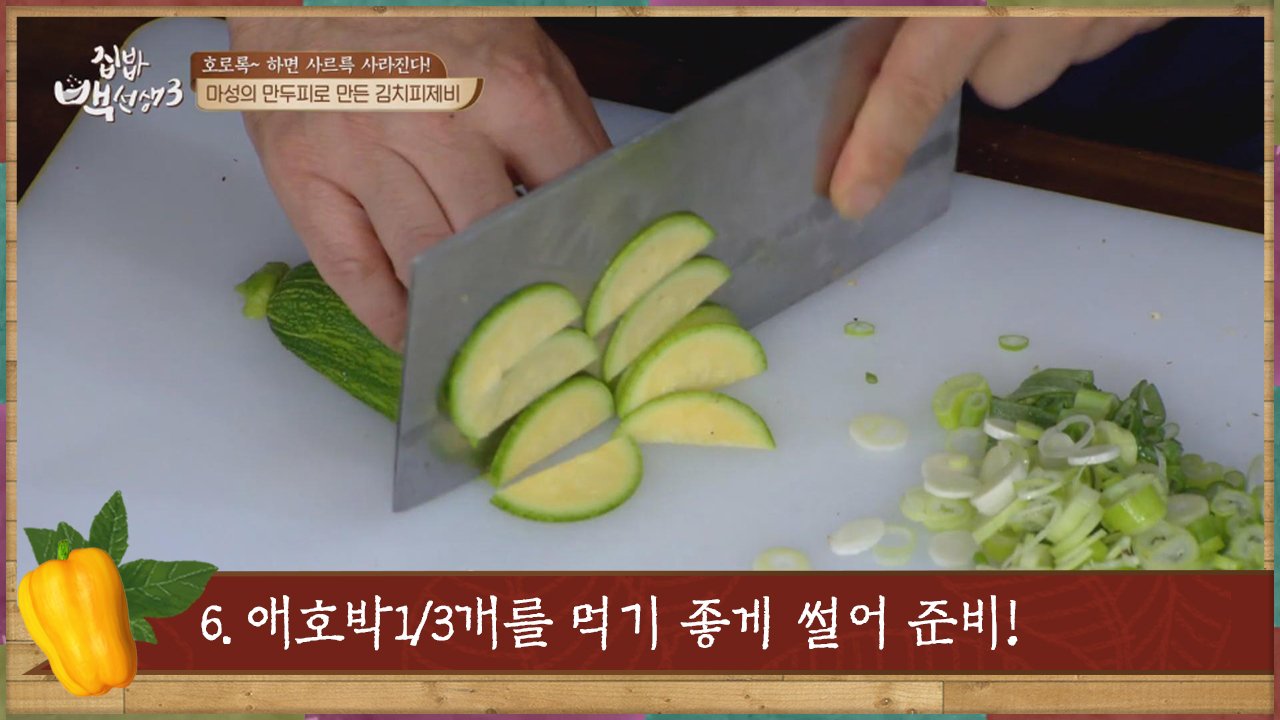 집밥
백선생3
호로록~ 하면 사르륵 사라진다!
마성의 만두피로 만든 김치피제비
6. 애호박1/3개를 먹기 좋게 썰어 준비!